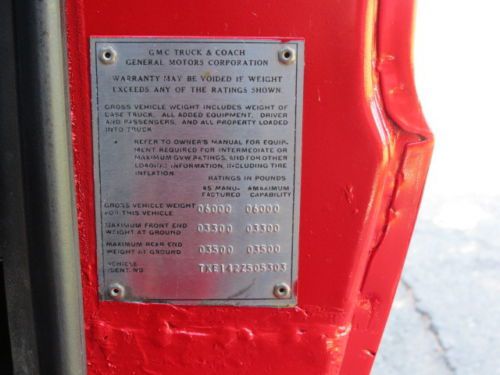 GMC TRUCK & COACH
GENERAL MOTORS CORPORATION
WARRANTY MAY BE VOIDED IF WEIGHT
EXCEEDS ANY OF THE RATINGS SHOWN.
GROSS VEHICLE WEIGHT INCLUDES WEIGHT OF
BASE TRUCK, ALL ADDED EQUIPMENT, DRIVER
AND PASSENGERS, AND ALL PROPERTY LOADED
INTO TRUCK
• REFER TO OWNER'S MANUAL FOR EQUIP-
MENT REQUIRED FOR INTERMEDIATE OR
MAXIMUM GVW RATINGS, AND FOR OTHER
LOADING INFORMATION, INCLUDING TIRE
INFLATION.
RATINGS IN POUNDS
AS MANU- MAXIMUM
FACTURED CAPABILITY
GROSS VEHICLE WEIGHT
FOR THIS VEHICLE 06000 06000
MAXIMUM FRONT END
WEIGHT AT GROUND 03300 03300
MAXIMUM REAR END
WEIGHT AT GROUND 03500 03500
VEHICLE
IDENT. NO. 7XE1422505303